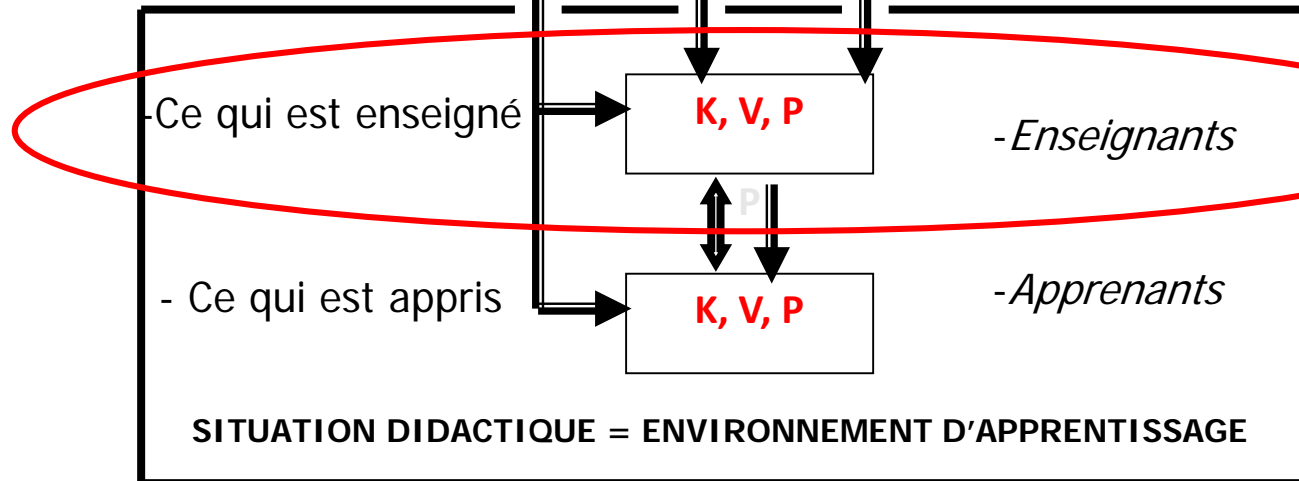 -Ce qui est enseigné
K, V, P
-Enseignants
P
- Ce qui est appris
K, V, P
-Apprenants
SITUATION DIDACTIQUE = ENVIRONNEMENT D'APPRENTISSAGE